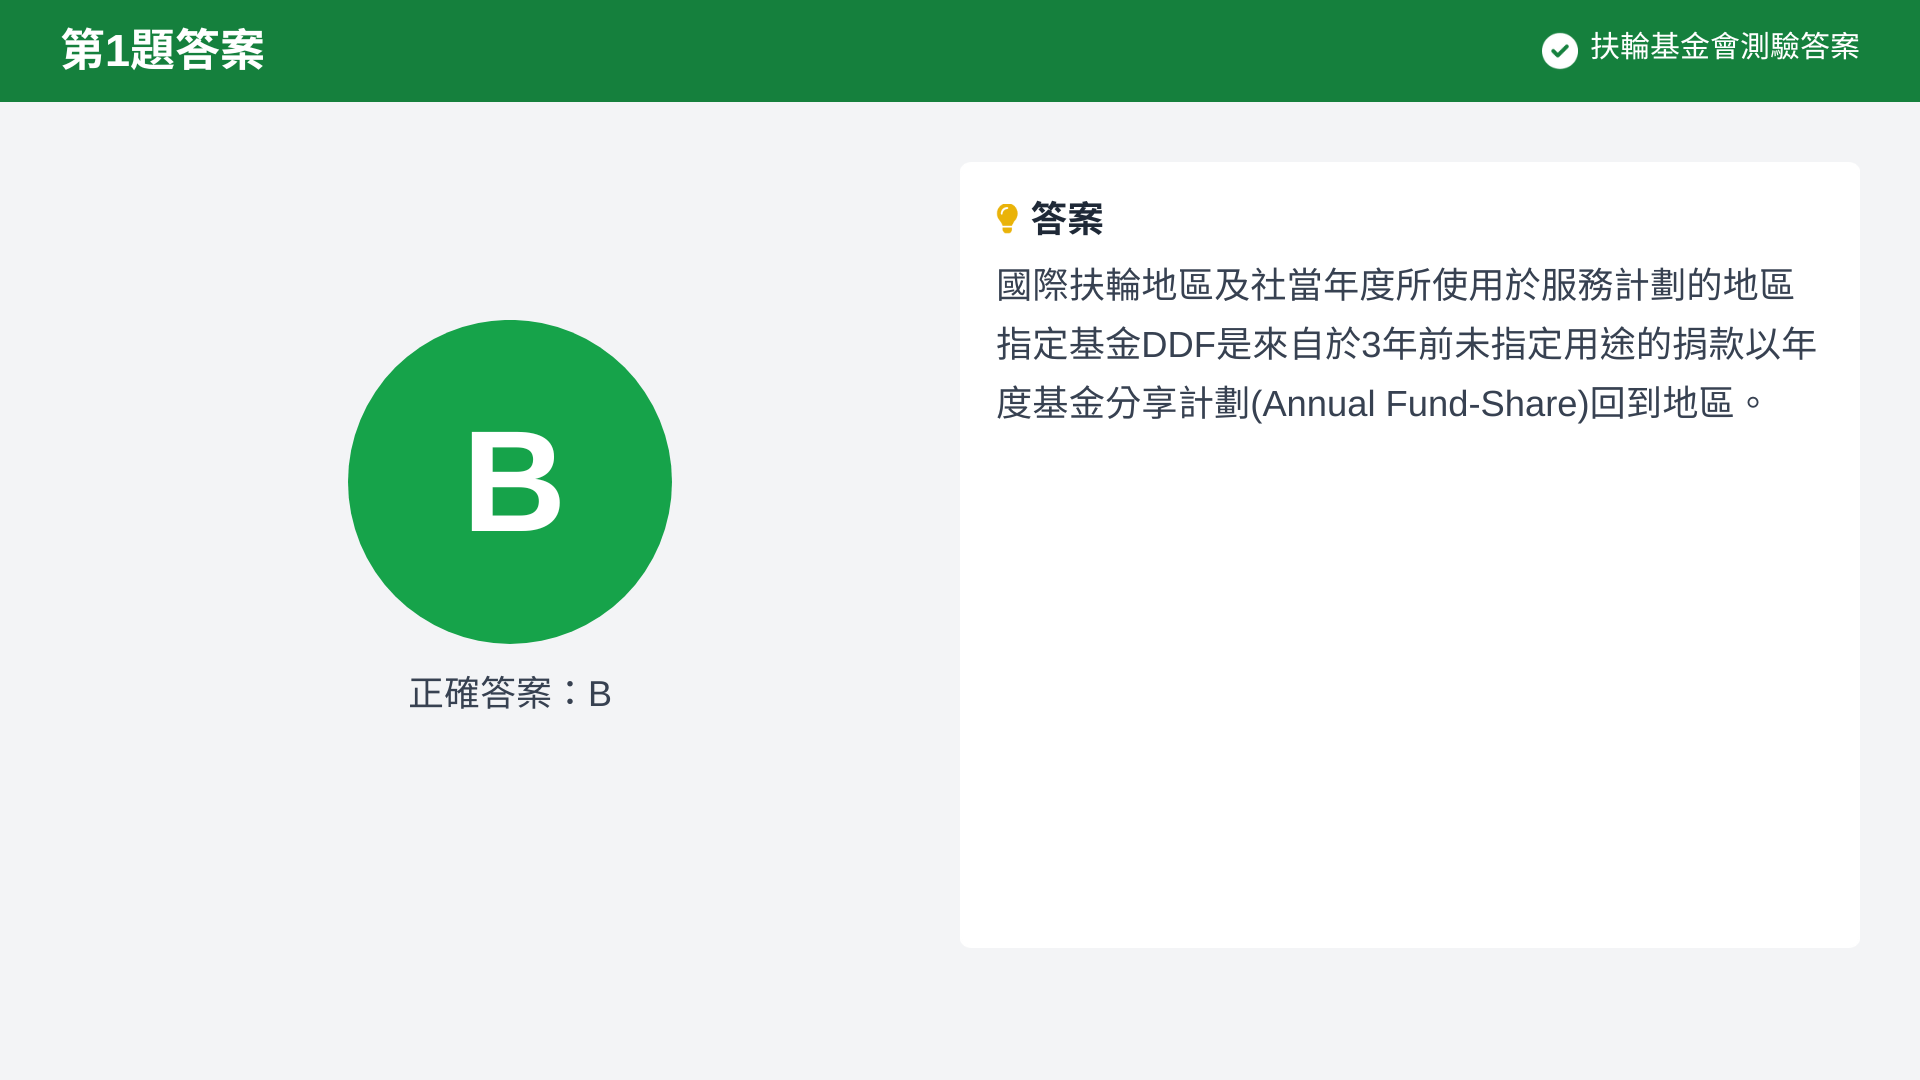 第1題答案
扶輪基金會測驗答案
B
正確答案：B
答案
國際扶輪地區及社當年度所使用於服務計劃的地區
指定基金DDF是來自於3年前未指定用途的捐款以年
度基金分享計劃(Annual Fund-Share)回到地區。